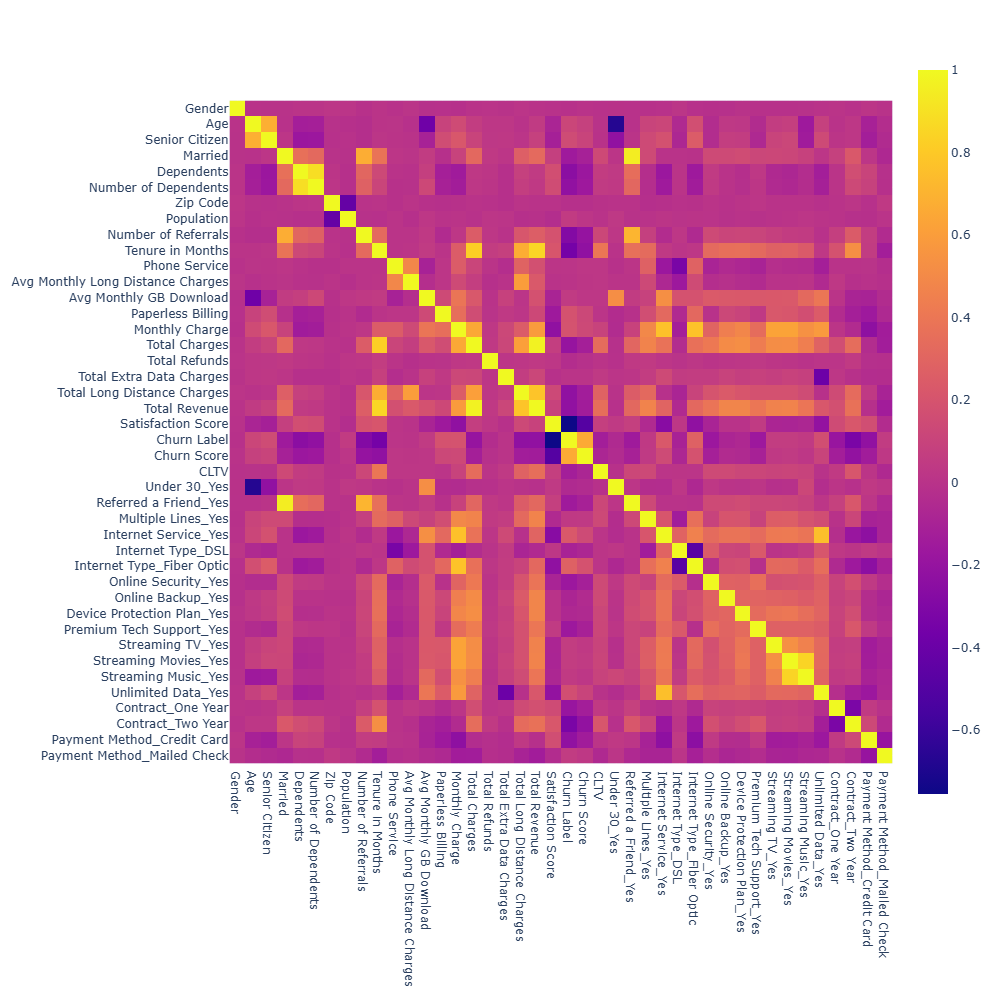 Gender
Age
Senior Citizen
Married
Dependents
Number of Dependents
Zip Code
Population
Number of Referrals
Tenure in Months
Phone Service
Avg Monthly Long Distance Charges
Avg Monthly GB Download
Paperless Billing
Monthly Charge
Total Charges
Total Refunds
Total Extra Data Charges
Total Long Distance Charges
Total Revenue
Satisfaction Score
Churn Label
Churn Score
CLTV
Under 30_Yes
Referred a Friend_Yes
Multiple Lines_Yes
Internet Service_Yes
Internet Type_DSL
Internet Type_Fiber Optic
Online Security_Yes
Online Backup_Yes
Device Protection Plan_Yes
Premium Tech Support_Yes
Streaming TV_Yes
Streaming Movies_Yes
Streaming Music_Yes
Unlimited Data_Yes
Contract_One Year
Contract_Two Year
Payment Method_Credit Card
Payment Method_Mailed Check
Gender
Age
Senior Citizen
Married
Dependents
Number of Dependents
Zip Code
Population
Number of Referrals
Tenure in Months
Phone Service
Avg Monthly Long Distance Charges
Avg Monthly GB Download
Paperless Billing
Monthly Charge
Total Charges
Total Refunds
Total Extra Data Charges
Total Long Distance Charges
Total Revenue
Satisfaction Score
Churn Label
Churn Score
CLTV
Under 30_Yes
Referred a Friend_Yes
Multiple Lines_Yes
Internet Service_Yes
Internet Type_DSL
Internet Type_Fiber Optic
Online Security_Yes
Online Backup_Yes
Device Protection Plan_Yes
Premium Tech Support_Yes
Streaming TV_Yes
Streaming Movies_Yes
Streaming Music_Yes
Unlimited Data_Yes
Contract_One Year
Contract_Two Year
Payment Method_Credit Card
Payment Method_Mailed Check
1
0.8
0.6
0.4
0.2
0
−0.2
−0.4
−0.6